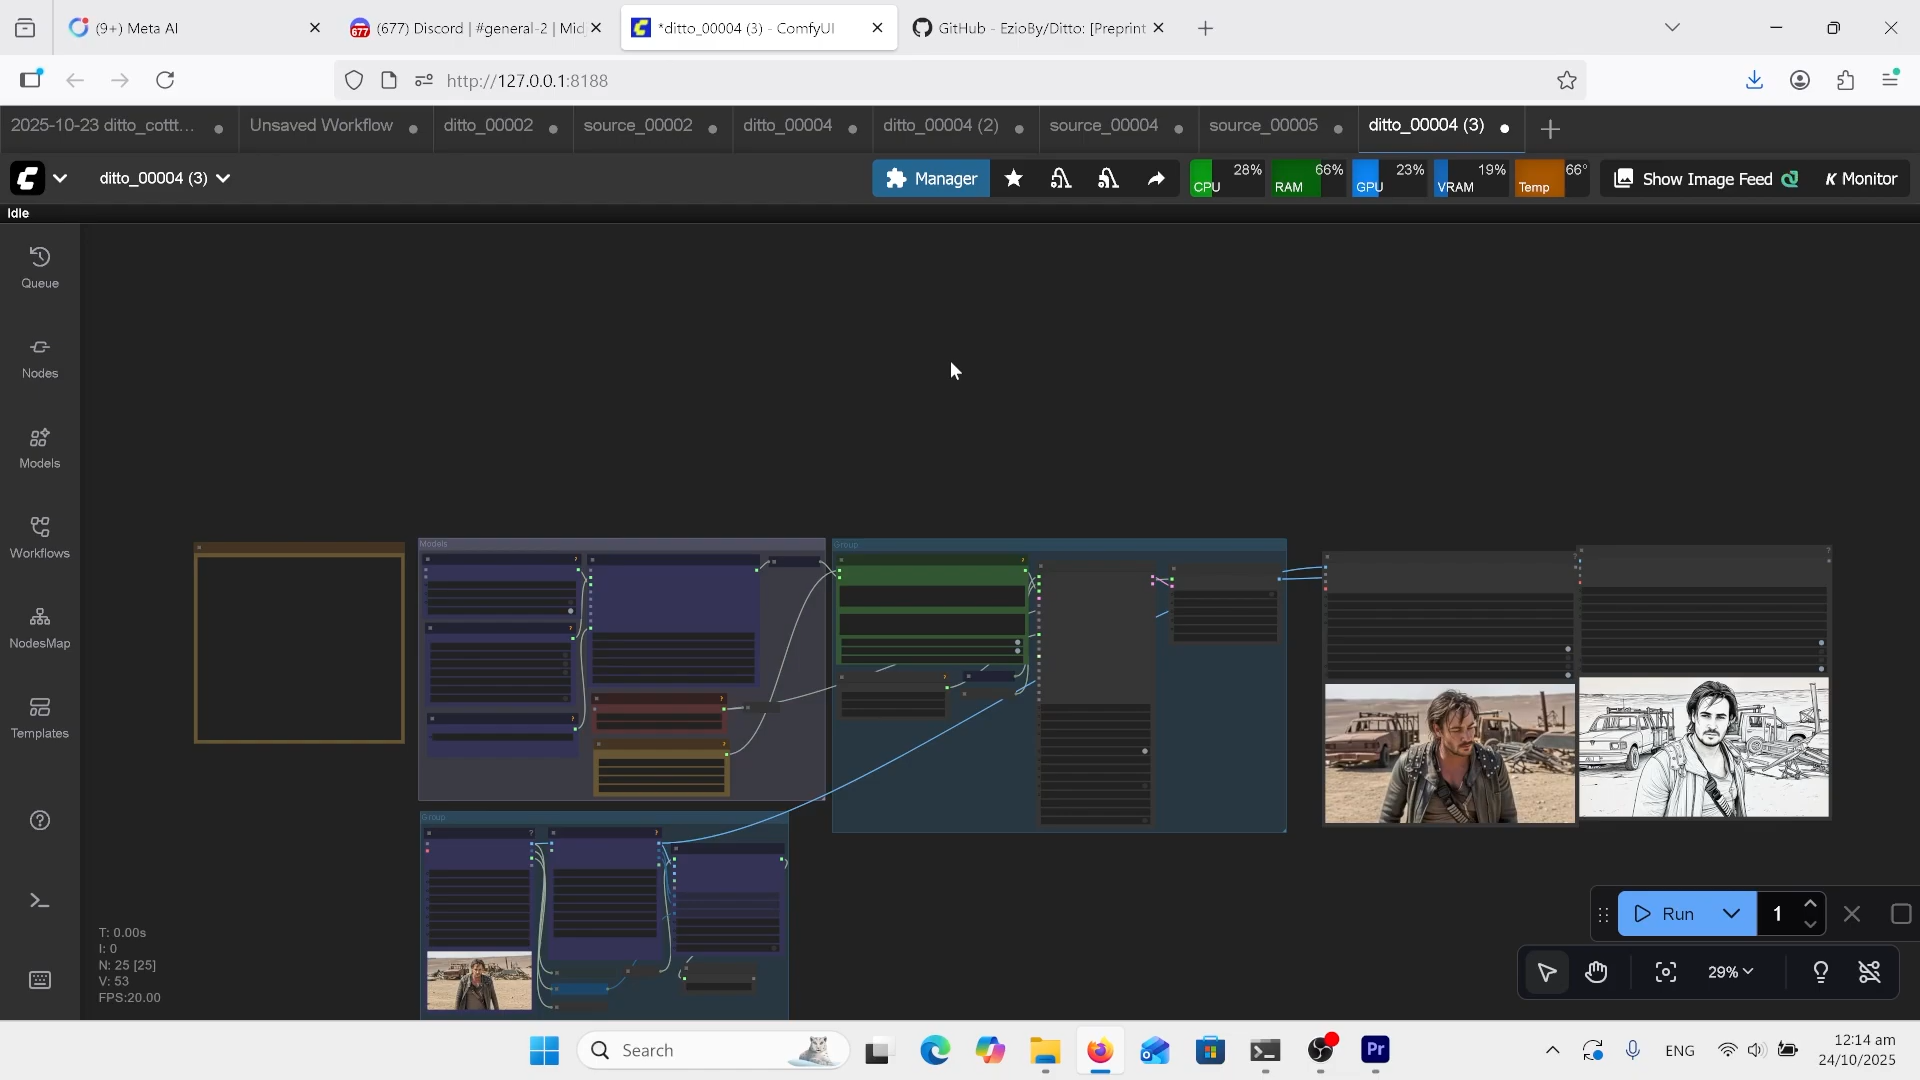 (9+) Meta AI
(677) Discord | #general-2 | Mid
*ditto_00004 (3) - ComfyUI
GitHub - EzioBy/Ditto: [Preprint
http://127.0.0.1:8188
2025-10-23 ditto_cottt...
Unsaved Workflow
ditto_00002
source_00002
ditto_00004
ditto_00004 (2)
source_00004
source_00005
ditto_00004 (3)
ditto_00004 (3)
Manager
CPU 28%
RAM 66%
GPU 23%
VRAM 19%
Temp 66°
Show Image Feed
K Monitor
Idle
Queue
Nodes
Models
Workflows
NodesMap
Templates
Models
Group
Group
T: 0.00s
I: 0
N: 25 [25]
V: 53
FPS:20.00
Run
1
29%
Search
Pr
ENG
12:14 am
24/10/2025